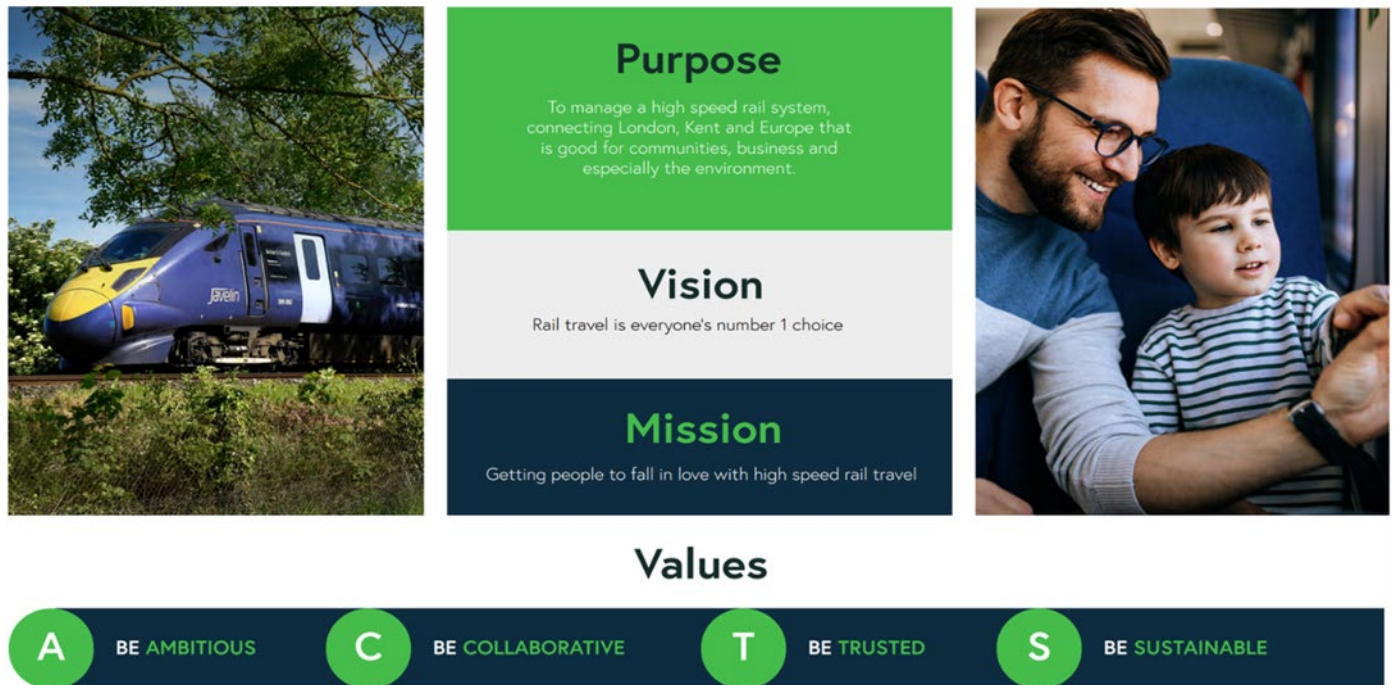 Purpose
To manage a high speed rail system,
connecting London, Kent and Europe that
is good for communities, business and
especially the environment.
Vision
Rail travel is everyone's number 1 choice
Mission
Getting people to fall in love with high speed rail travel
Javelin
Values
A BE AMBITIOUS C BE COLLABORATIVE T BE TRUSTED S BE SUSTAINABLE